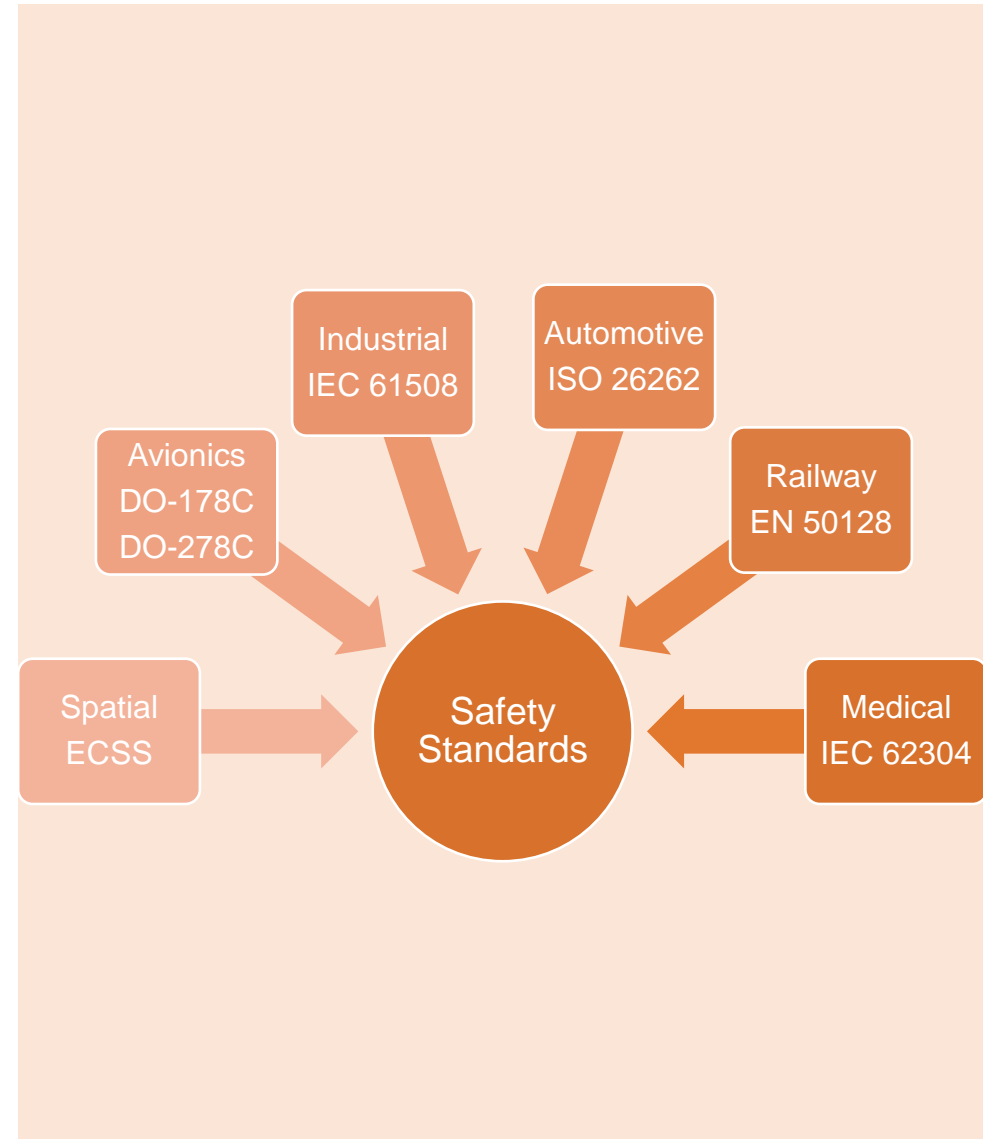 Industrial
IEC 61508
Automotive
ISO 26262
Avionics
DO-178C
DO-278C
Railway
EN 50128
Spatial
ECSS
Safety
Standards
Medical
IEC 62304